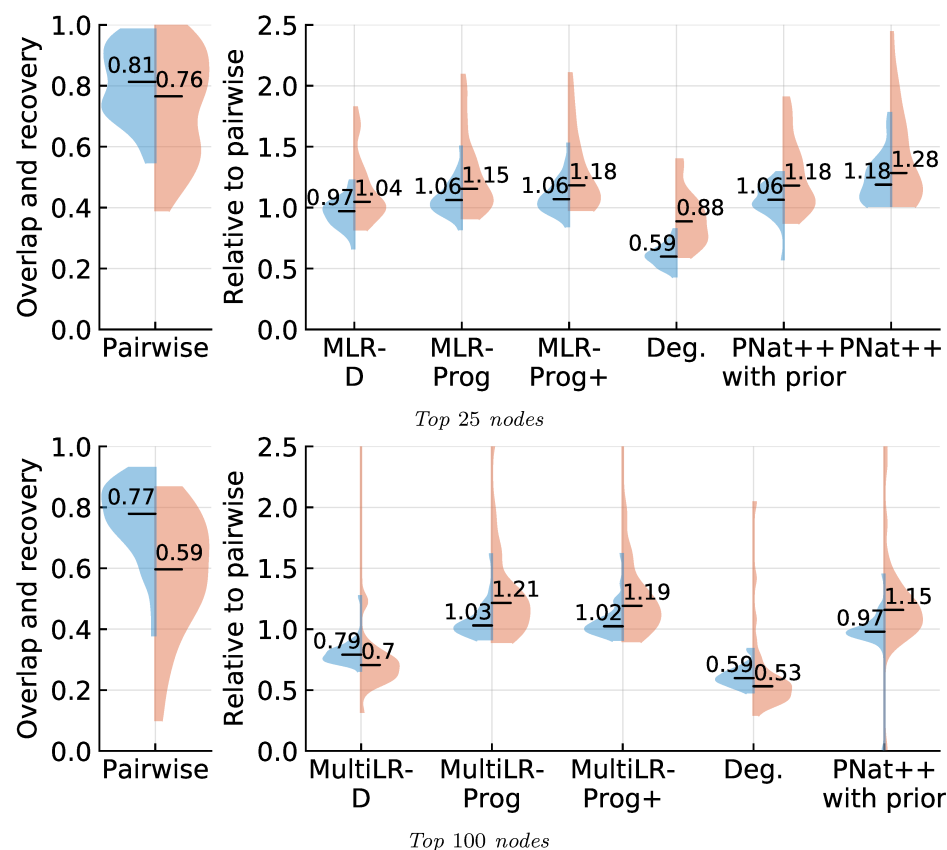 Overlap and recovery
1.0
0.8
0.6
0.4
0.2
0.0
0.81
0.76
Pairwise
Relative to pairwise
2.5
2.0
1.5
1.0
0.5
0.0
0.97
1.04
1.06
1.15
1.06
1.18
0.59
0.88
1.06
1.18
1.18
1.28
MLR-
D
MLR-
Prog
MLR-
Prog+
Deg.
PNat++
with prior
PNat++
Top 25 nodes
Overlap and recovery
1.0
0.8
0.6
0.4
0.2
0.0
0.77
0.59
Pairwise
Relative to pairwise
2.5
2.0
1.5
1.0
0.5
0.0
0.79
0.7
1.03
1.21
1.02
1.19
0.59
0.53
0.97
1.15
MultiLR-
D
MultiLR-
Prog
MultiLR-
Prog+
Deg.
PNat++
with prior
Top 100 nodes